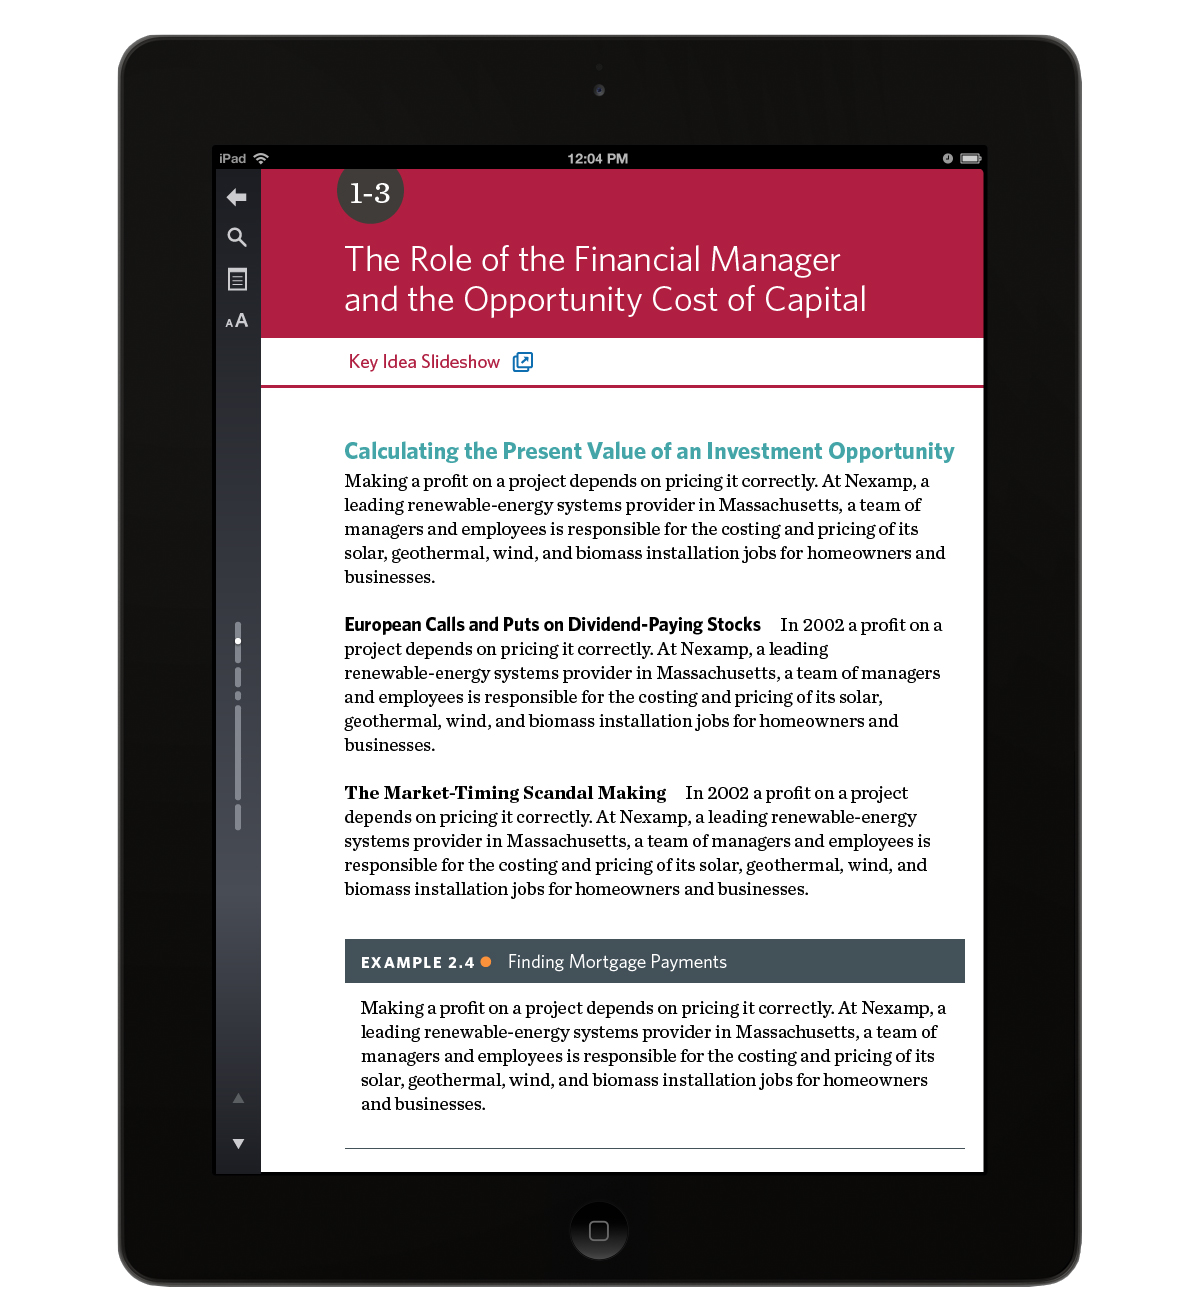 iPad 12:04 PM
1-3
The Role of the Financial Manager
and the Opportunity Cost of Capital
AA
Key Idea Slideshow
Calculating the Present Value of an Investment Opportunity
Making a profit on a project depends on pricing it correctly. At Nexamp, a
leading renewable-energy systems provider in Massachusetts, a team of
managers and employees is responsible for the costing and pricing of its
solar, geothermal, wind, and biomass installation jobs for homeowners and
businesses.
European Calls and Puts on Dividend-Paying Stocks In 2002 a profit on a
project depends on pricing it correctly. At Nexamp, a leading
renewable-energy systems provider in Massachusetts, a team of managers
and employees is responsible for the costing and pricing of its solar,
geothermal, wind, and biomass installation jobs for homeowners and
businesses.
The Market-Timing Scandal Making In 2002 a profit on a project
depends on pricing it correctly. At Nexamp, a leading renewable-energy
systems provider in Massachusetts, a team of managers and employees is
responsible for the costing and pricing of its solar, geothermal, wind, and
biomass installation jobs for homeowners and businesses.
EXAMPLE 2.4 Finding Mortgage Payments
Making a profit on a project depends on pricing it correctly. At Nexamp, a
leading renewable-energy systems provider in Massachusetts, a team of
managers and employees is responsible for the costing and pricing of its
solar, geothermal, wind, and biomass installation jobs for homeowners
and businesses.